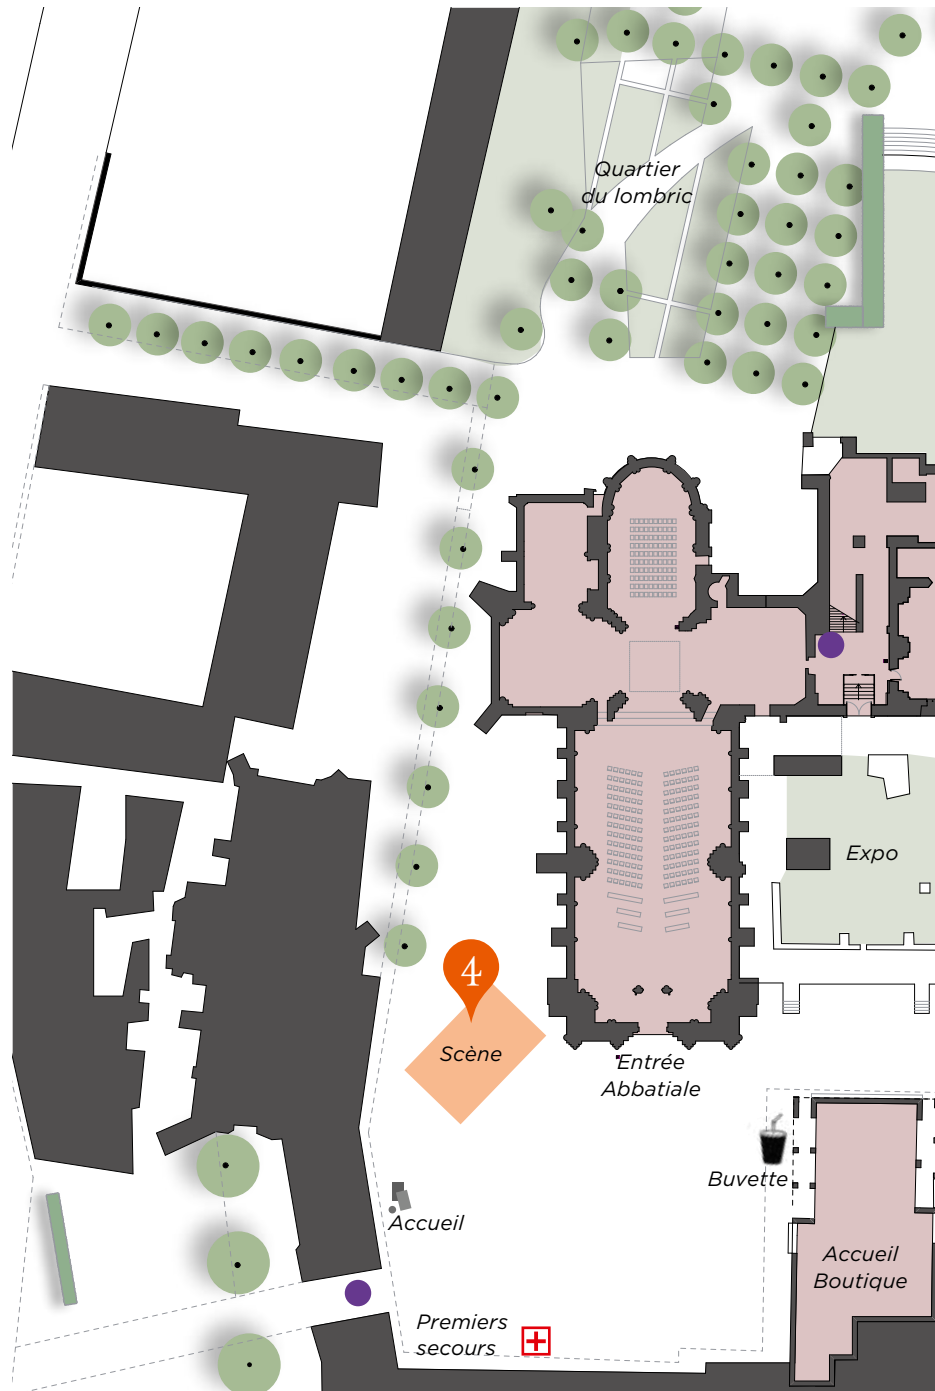 Quartier
du lombric
Expo
4
Scène
Entrée
Abbatiale
Buvette
Accueil
Accueil
Boutique
Premiers
secours